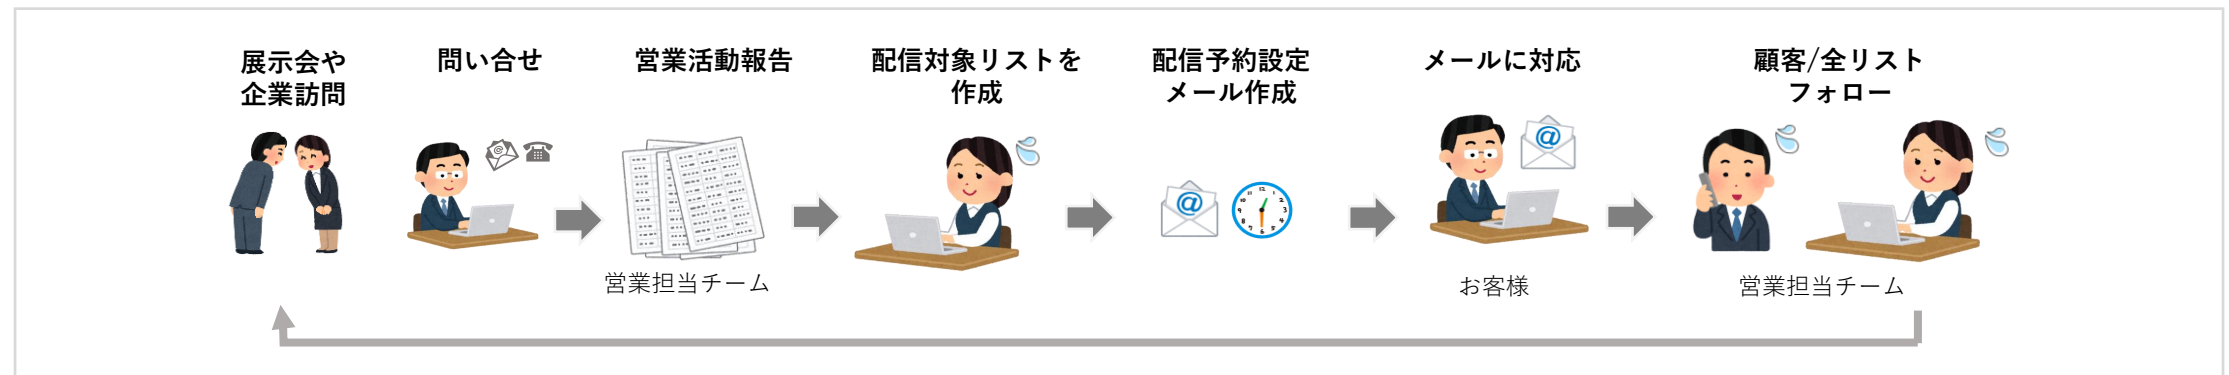 展示会や
企業訪問
問い合せ
営業活動報告
営業担当チーム
配信対象リストを
作成
配信予約設定
メール作成
メールに対応
お客様
顧客/全リスト
フォロー
営業担当チーム